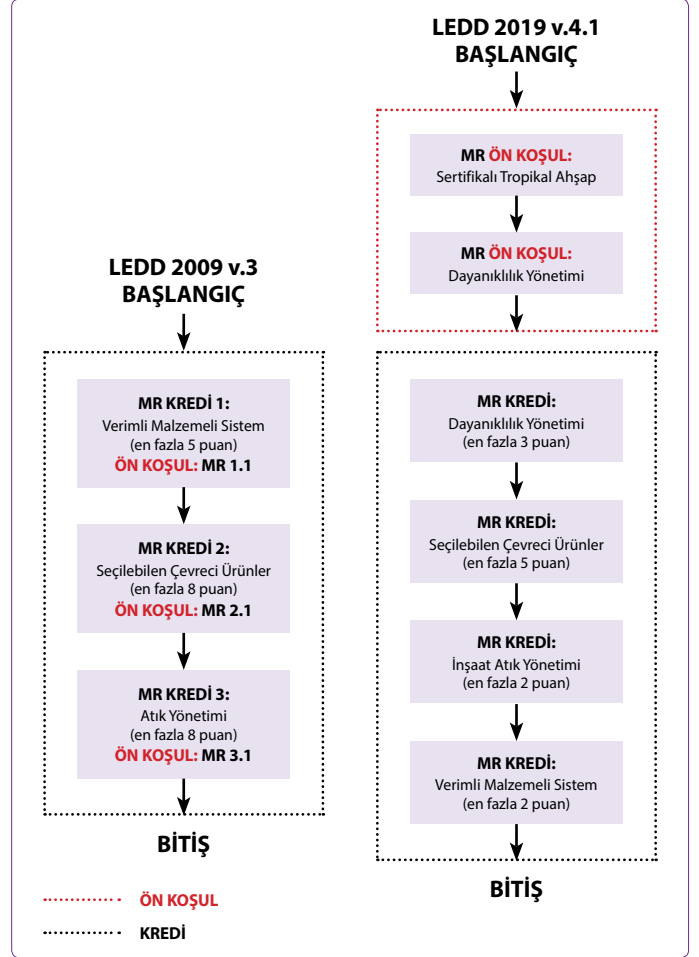 LEDD 2009 v.3
BAŞLANGIÇ
MR KREDİ 1:
Verimli Malzemeli Sistem
(en fazla 5 puan)
ÖN KOŞUL: MR 1.1
MR KREDİ 2:
Seçilebilen Çevreci Ürünler
(en fazla 8 puan)
ÖN KOŞUL: MR 2.1
MR KREDİ 3:
Atık Yönetimi
(en fazla 8 puan)
ÖN KOŞUL: MR 3.1
BİTİŞ
LEDD 2019 v.4.1
BAŞLANGIÇ
MR ÖN KOŞUL:
Sertifikalı Tropikal Ahşap
MR ÖN KOŞUL:
Dayanıklılık Yönetimi
MR KREDİ:
Dayanıklılık Yönetimi
(en fazla 3 puan)
MR KREDİ:
Seçilebilen Çevreci Ürünler
(en fazla 5 puan)
MR KREDİ:
İnşaat Atık Yönetimi
(en fazla 2 puan)
MR KREDİ:
Verimli Malzemeli Sistem
(en fazla 2 puan)
BİTİŞ
ÖN KOŞUL
KREDİ